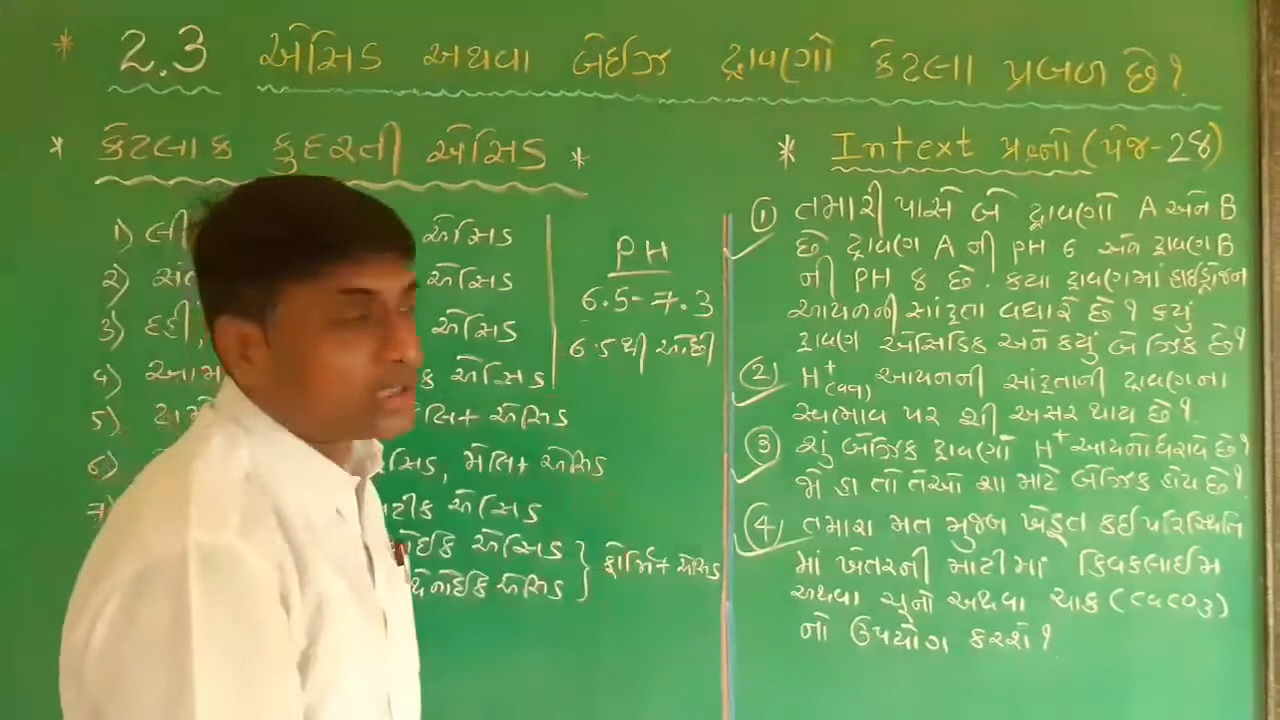 * 2.3 એસિડ અથવા બેઈઝ દ્રાવણો કેટલા પ્રબળ છે?
* કેટલાક કુદરતી એસિડ *
1) લી એસિડ
2) એસિડ
3) દહીં, એસિડ
4) આમ ક એસિડ
5) ટા લિક એસિડ
6) સિડ, મેલિક એસિડ
7) ટીક એસિડ
ઈક એસિડ } ફોર્મિક એસિડ
એનોઈક એસિડ
PH
6.5-7.3
6.5થી ઓછી
* Intext પ્રશ્નો (પેજ-28)
1 તમારી પાસે બે દ્રાવણો A અને B
છે દ્રાવણ A ની PH 6 અને દ્રાવણ B
ની PH 8 છે. કયા દ્રાવણમાં હાઈડ્રોજન
આયનની સાંદ્રતા વધારે છે? કયું
દ્રાવણ એસિડિક અને કયું બેઝિક છે?
2 H+(aq) આયનની સાંદ્રતાની દ્રાવણના
સ્વભાવ પર શી અસર થાય છે?
3 શું બેઝિક દ્રાવણો H+ આયનો ધરાવે છે?
જો હા તો તેઓ શા માટે બેઝિક હોય છે?
4 તમારા મત મુજબ ખેડૂત કઈ પરિસ્થિતિ
માં ખેતરની માટીમાં ક્વિકલાઈમ
અથવા ચૂનો અથવા ચાક (CaCO3)
નો ઉપયોગ કરશે?